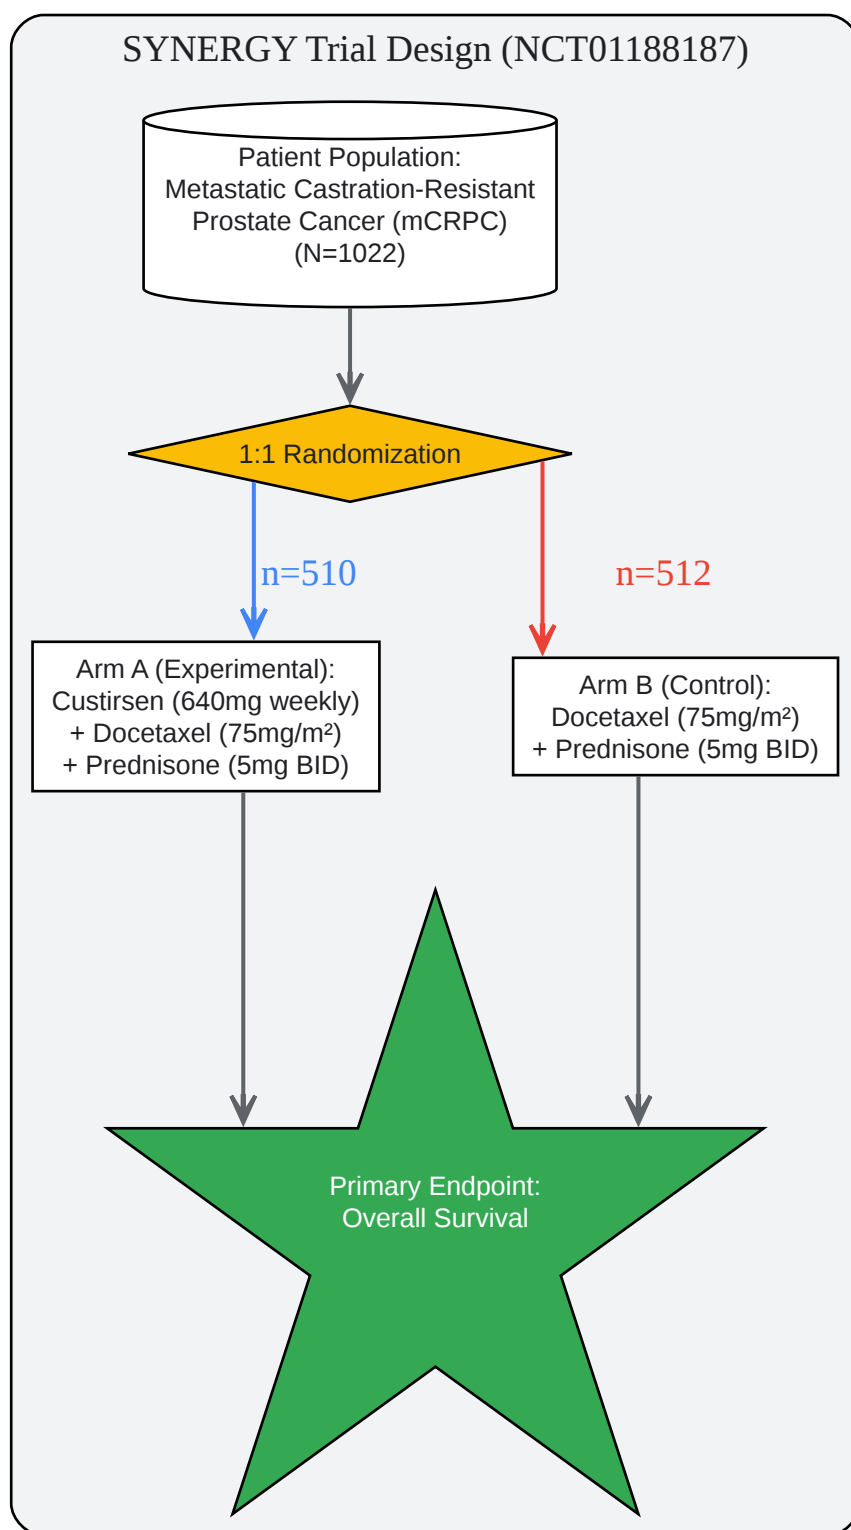 SYNERGY Trial Design (NCT01188187)
Patient Population:
Metastatic Castration-Resistant
Prostate Cancer (mCRPC)
(N=1022)
1:1 Randomization
n=510
n=512
Arm A (Experimental):
Custirsen (640mg weekly)
+ Docetaxel (75mg/m²)
+ Prednisone (5mg BID)
Arm B (Control):
Docetaxel (75mg/m²)
+ Prednisone (5mg BID)
Primary Endpoint:
Overall Survival